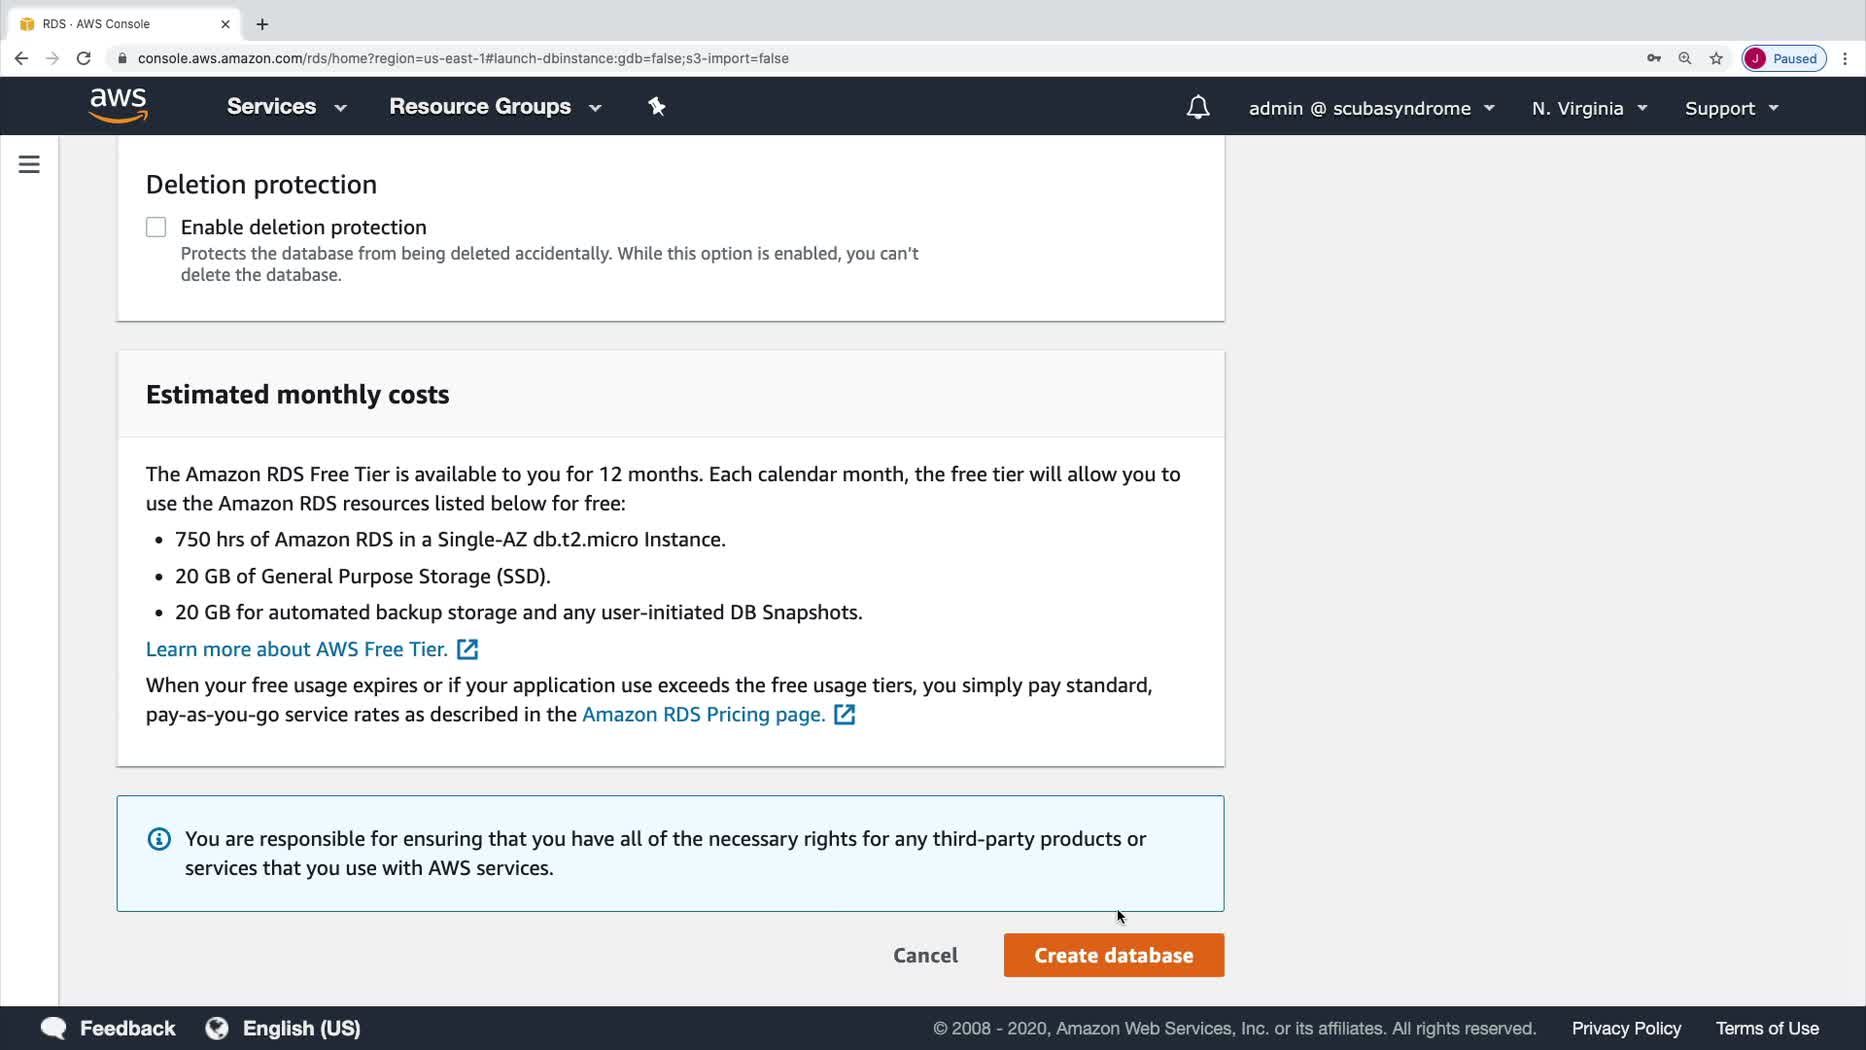 RDS · AWS Console
console.aws.amazon.com/rds/home?region=us-east-1#launch-dbinstance:gdb=false;s3-import=false
J Paused
aws Services Resource Groups admin @ scubasyndrome N. Virginia Support
Deletion protection
Enable deletion protection
Protects the database from being deleted accidentally. While this option is enabled, you can't
delete the database.
Estimated monthly costs
The Amazon RDS Free Tier is available to you for 12 months. Each calendar month, the free tier will allow you to
use the Amazon RDS resources listed below for free:
• 750 hrs of Amazon RDS in a Single-AZ db.t2.micro Instance.
• 20 GB of General Purpose Storage (SSD).
• 20 GB for automated backup storage and any user-initiated DB Snapshots.
Learn more about AWS Free Tier.
When your free usage expires or if your application use exceeds the free usage tiers, you simply pay standard,
pay-as-you-go service rates as described in the Amazon RDS Pricing page.
You are responsible for ensuring that you have all of the necessary rights for any third-party products or
services that you use with AWS services.
Cancel Create database
Feedback English (US) © 2008 - 2020, Amazon Web Services, Inc. or its affiliates. All rights reserved. Privacy Policy Terms of Use